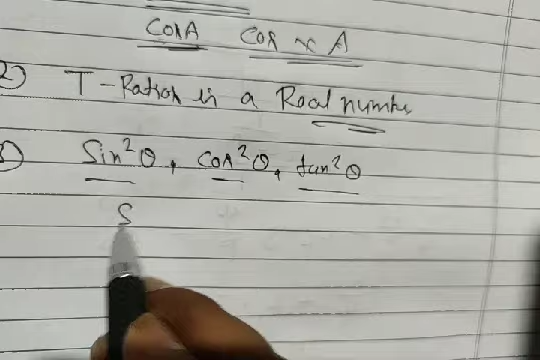 cosA cos × A
2) T-Ratios is a Real number
3) Sin²θ, cos²θ, tan²θ
S